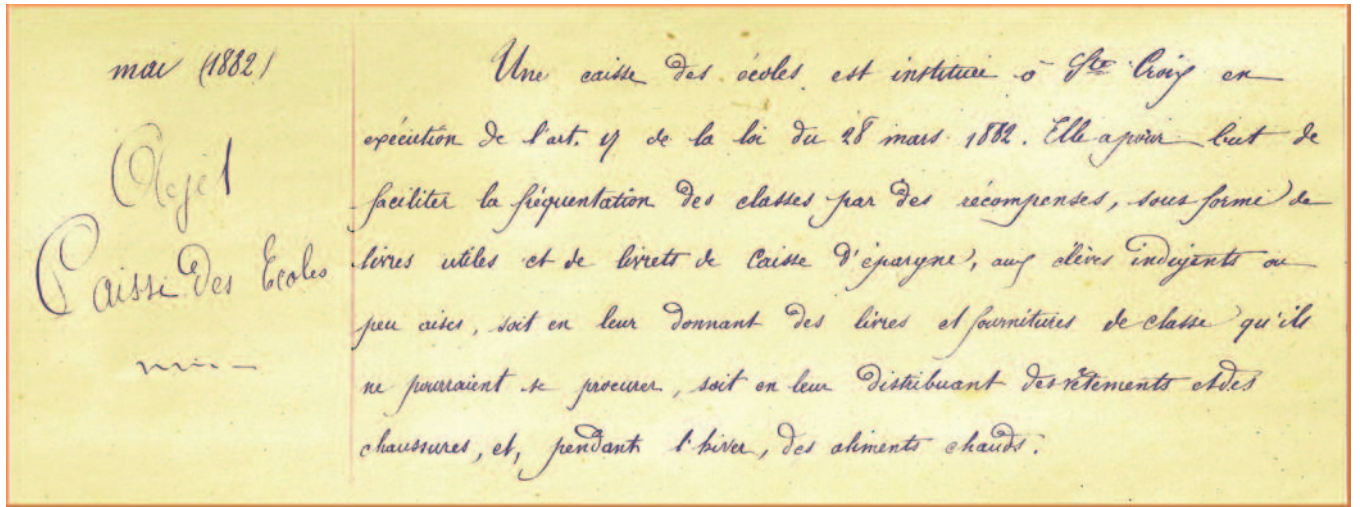 mai (1882)
Objet
Caisse des Ecoles
Une caisse des écoles est instituée à Ste Croix en
exécution de l'art. 17 de la loi du 28 mars 1882. Elle a pour but de
faciliter la fréquentation des classes par des récompenses, sous forme de
livres utiles et de livrets de Caisse d'épargne, aux élèves indigents ou
peu aisés, soit en leur donnant des livres et fournitures de classe qu'ils
ne pourraient se procurer, soit en leur distribuant des vêtements et des
chaussures, et, pendant l'hiver, des aliments chauds.